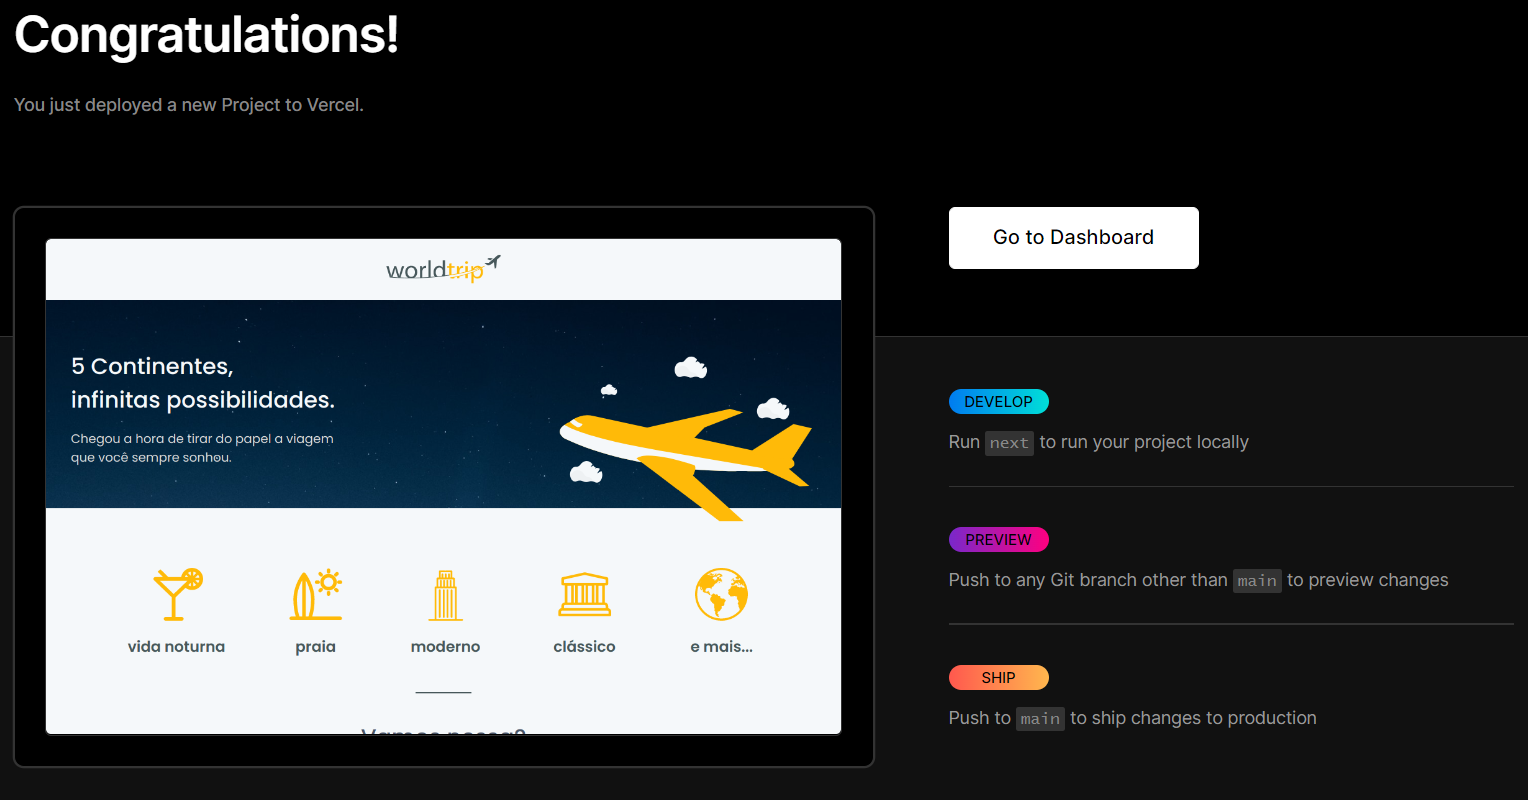 Congratulations!
You just deployed a new Project to Vercel.
worldtrip
5 Continentes,
infinitas possibilidades.
Chegou a hora de tirar do papel a viagem
que você sempre sonhou.
vida noturna
praia
moderno
clássico
e mais...
Go to Dashboard
DEVELOP
Run next to run your project locally
PREVIEW
Push to any Git branch other than main to preview changes
SHIP
Push to main to ship changes to production